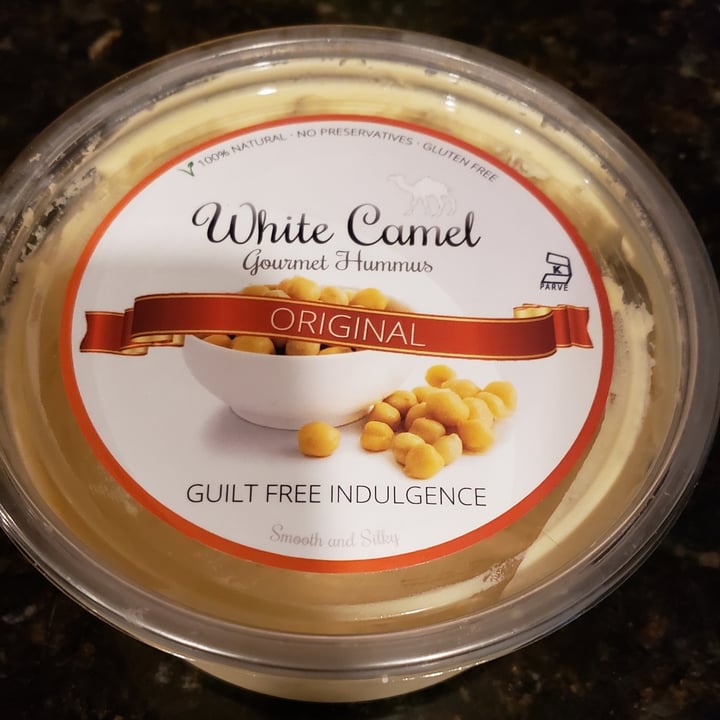 100% NATURAL · NO PRESERVATIVES · GLUTEN FREE
White Camel
Gourmet Hummus
K
PARVE
ORIGINAL
GUILT FREE INDULGENCE
Smooth and Silky